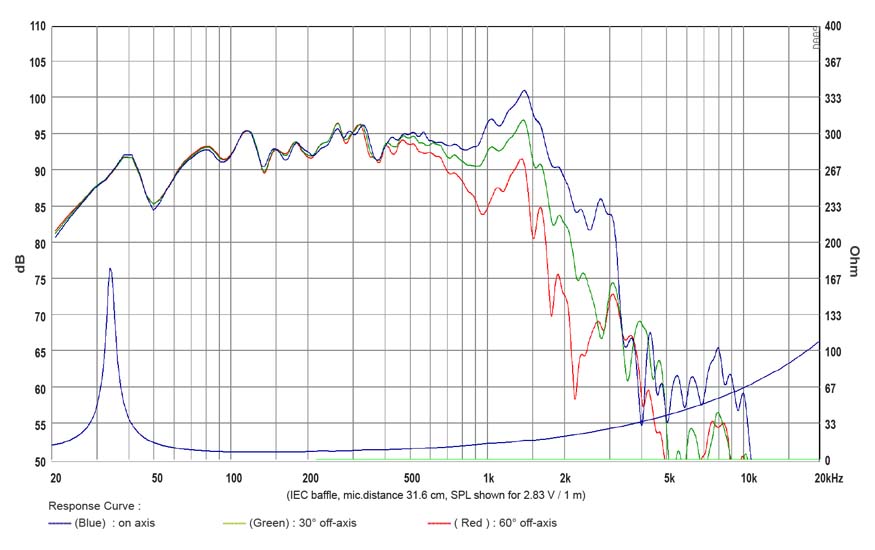 110
105
100
95
90
85
80
75
70
65
60
55
50
dB
400
367
333
300
267
233
200
167
133
100
67
33
0
Ohm
20
50
100
200
500
1k
2k
5k
10k
20kHz
(IEC baffle, mic.distance 31.6 cm, SPL shown for 2.83 V / 1 m)
Response Curve :
(Blue) : on axis
(Green) : 30° off-axis
( Red ) : 60° off-axis